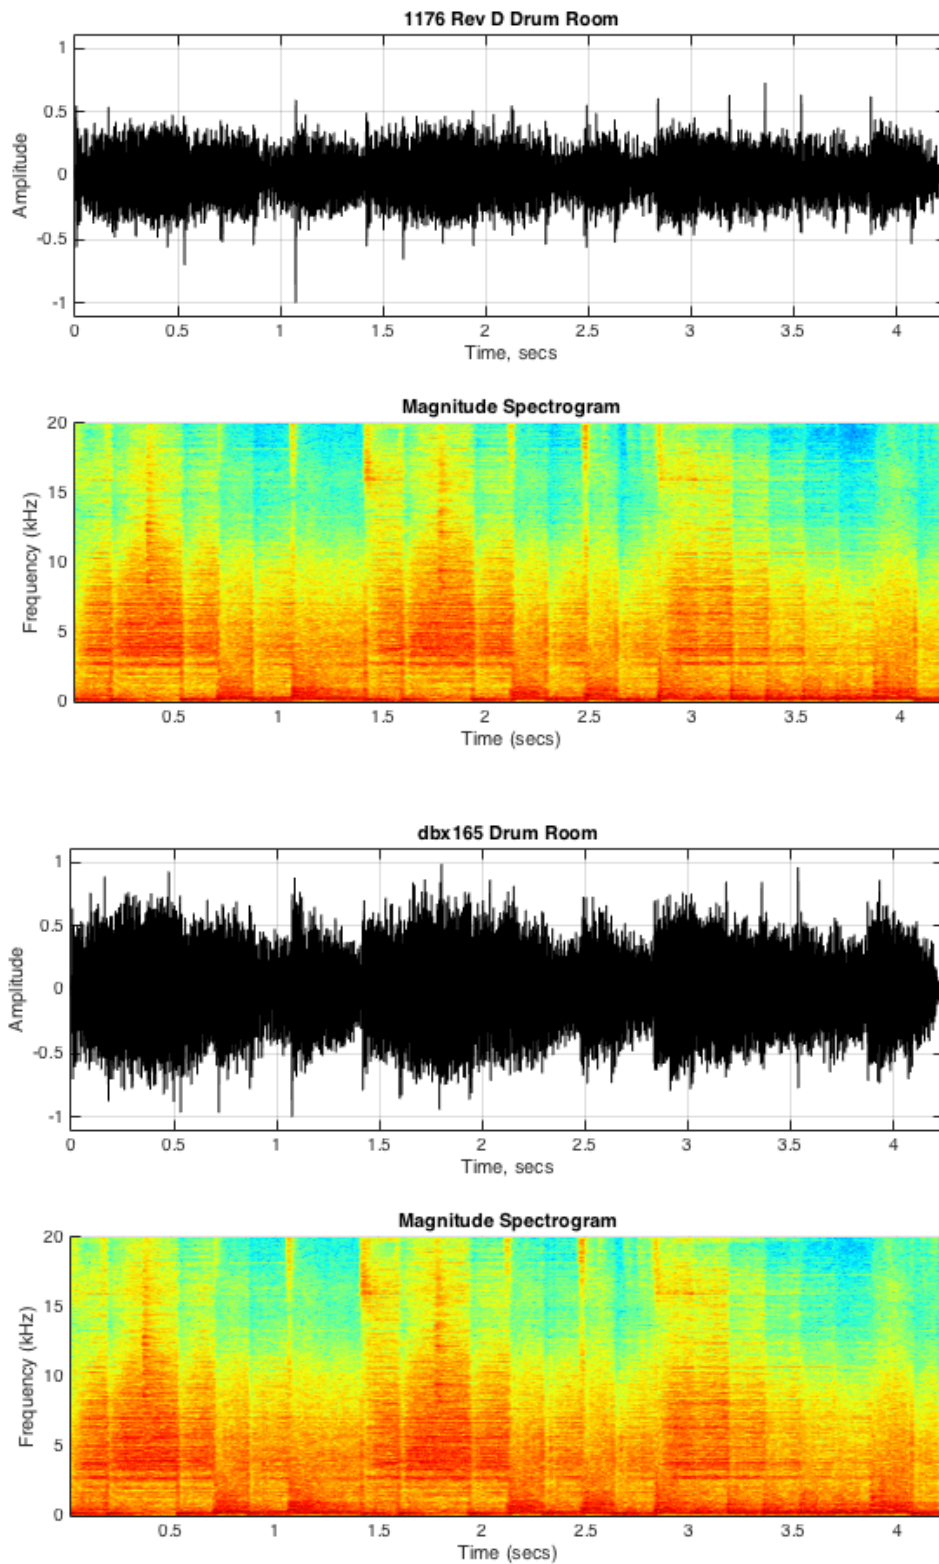 1176 Rev D Drum Room
1
0.5
0
-0.5
-1
Amplitude
0 0.5 1 1.5 2 2.5 3 3.5 4
Time, secs
Magnitude Spectrogram
20
15
10
5
0
Frequency (kHz)
0.5 1 1.5 2 2.5 3 3.5 4
Time (secs)
dbx165 Drum Room
1
0.5
0
-0.5
-1
Amplitude
0 0.5 1 1.5 2 2.5 3 3.5 4
Time, secs
Magnitude Spectrogram
20
15
10
5
0
Frequency (kHz)
0.5 1 1.5 2 2.5 3 3.5 4
Time (secs)